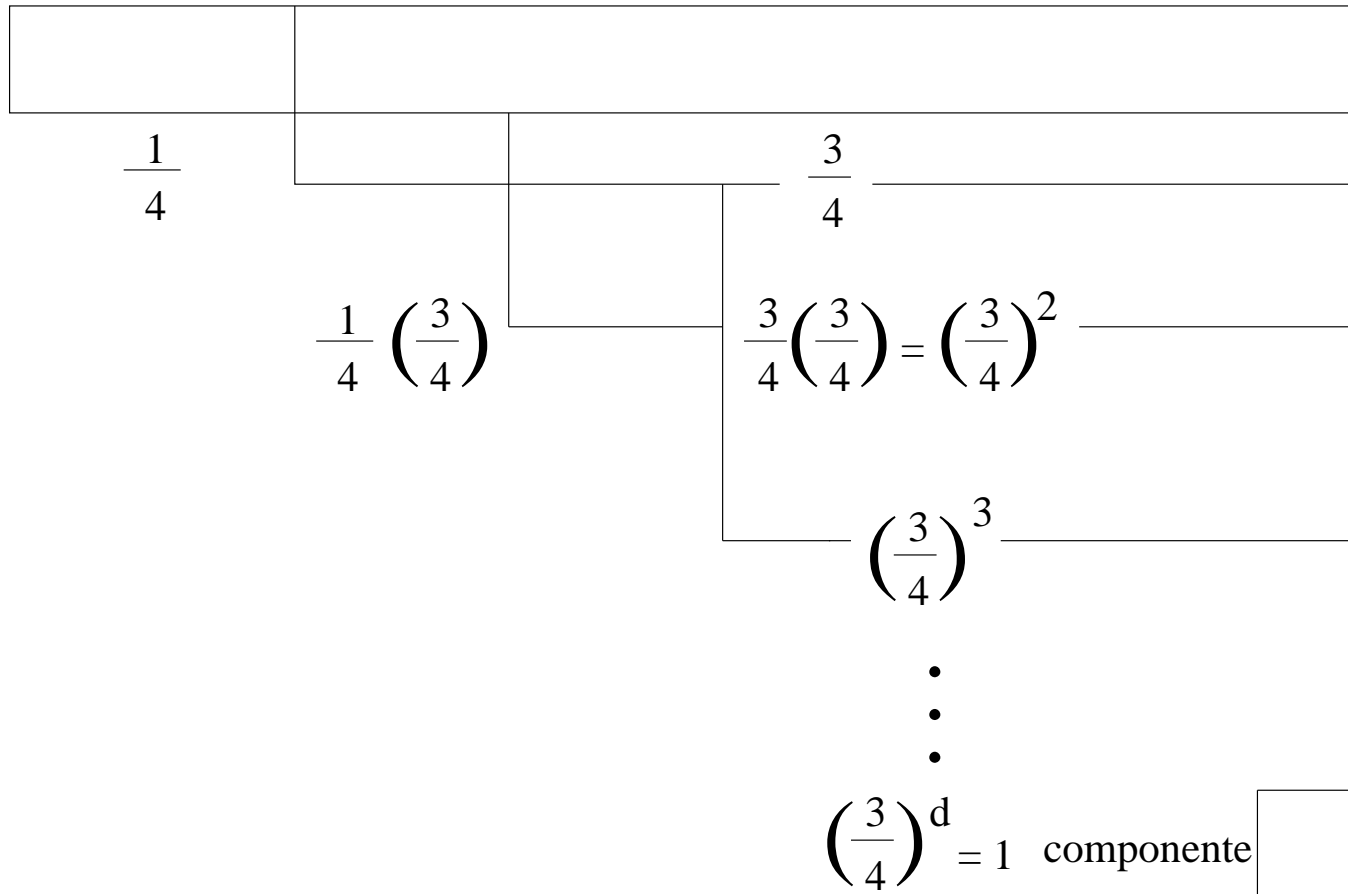 1/4 3/4
1/4 (3/4) 3/4(3/4) = (3/4)^2
(3/4)^3
(3/4)^d = 1 componente